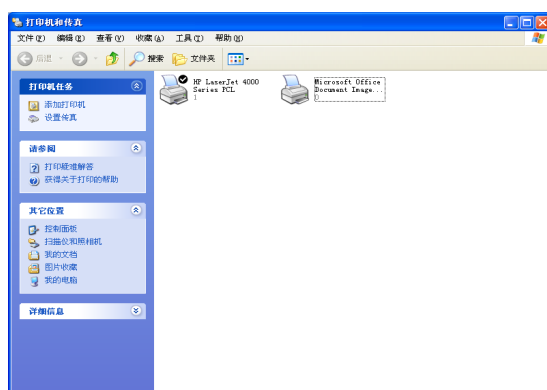 打印机和传真
文件(F) 编辑(E) 查看(V) 收藏(A) 工具(T) 帮助(H)
后退 搜索 文件夹
打印机任务
添加打印机
设置传真
请参阅
打印疑难解答
获得关于打印的帮助
其它位置
控制面板
扫描仪和照相机
我的文档
图片收藏
我的电脑
详细信息
HP LaserJet 4000
Series PCL
1
Microsoft Office
Document Image...
0